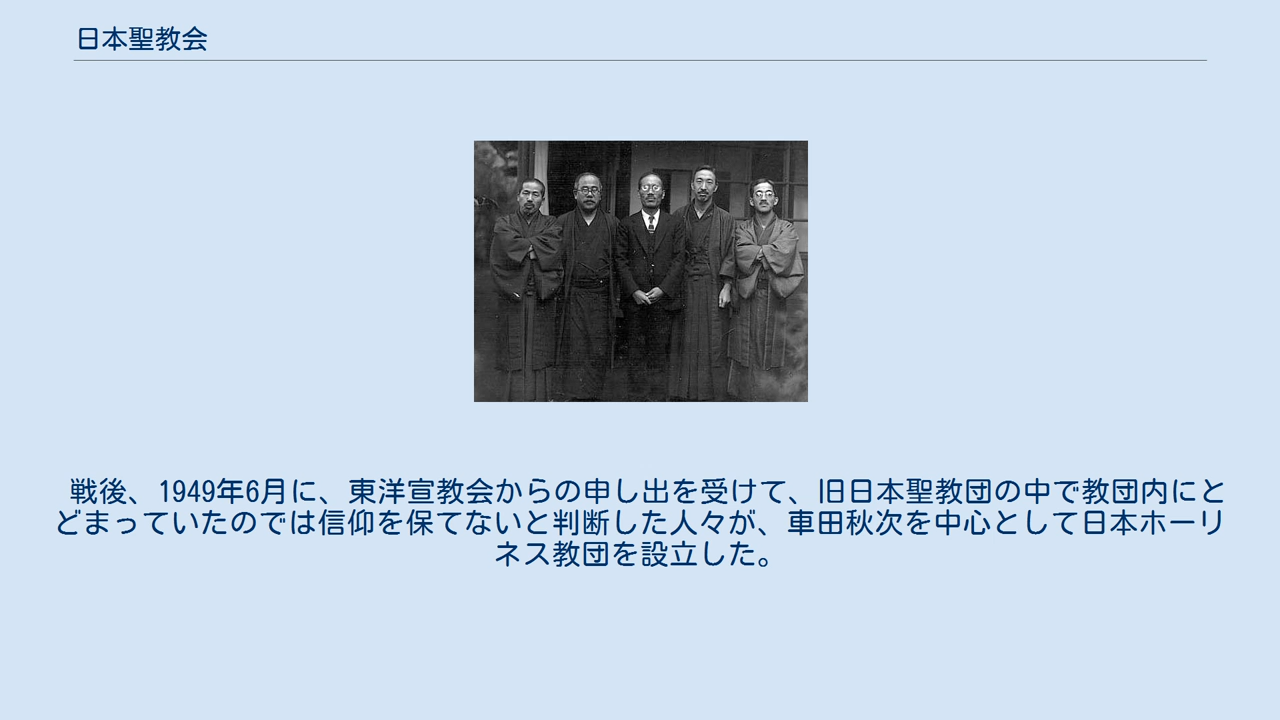 日本聖教会
戦後、1949年6月に、東洋宣教会からの申し出を受けて、旧日本聖教団の中で教団内にと
どまっていたのでは信仰を保てないと判断した人々が、車田秋次を中心として日本ホーリ
ネス教団を設立した。